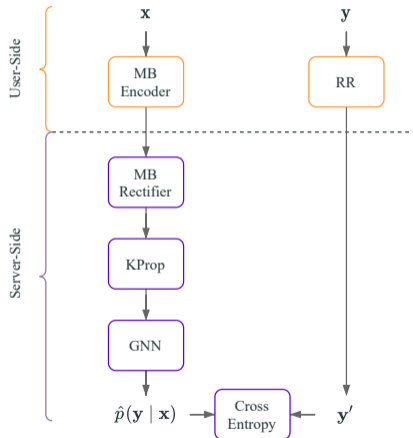 x
y
User-Side
MB
Encoder
RR
Server-Side
MB
Rectifier
KProp
GNN
p̂(y | x)
Cross
Entropy
y′